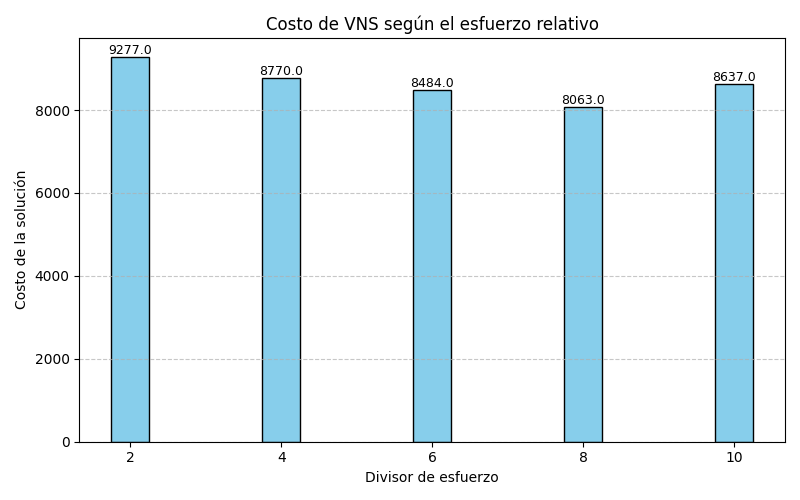 Costo de VNS según el esfuerzo relativo
9277.0
8770.0
8484.0
8063.0
8637.0
Costo de la solución
8000
6000
4000
2000
0
2 4 6 8 10
Divisor de esfuerzo